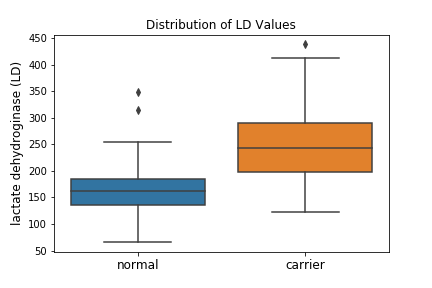 Distribution of LD Values
lactate dehydroginase (LD)
450
400
350
300
250
200
150
100
50
normal
carrier